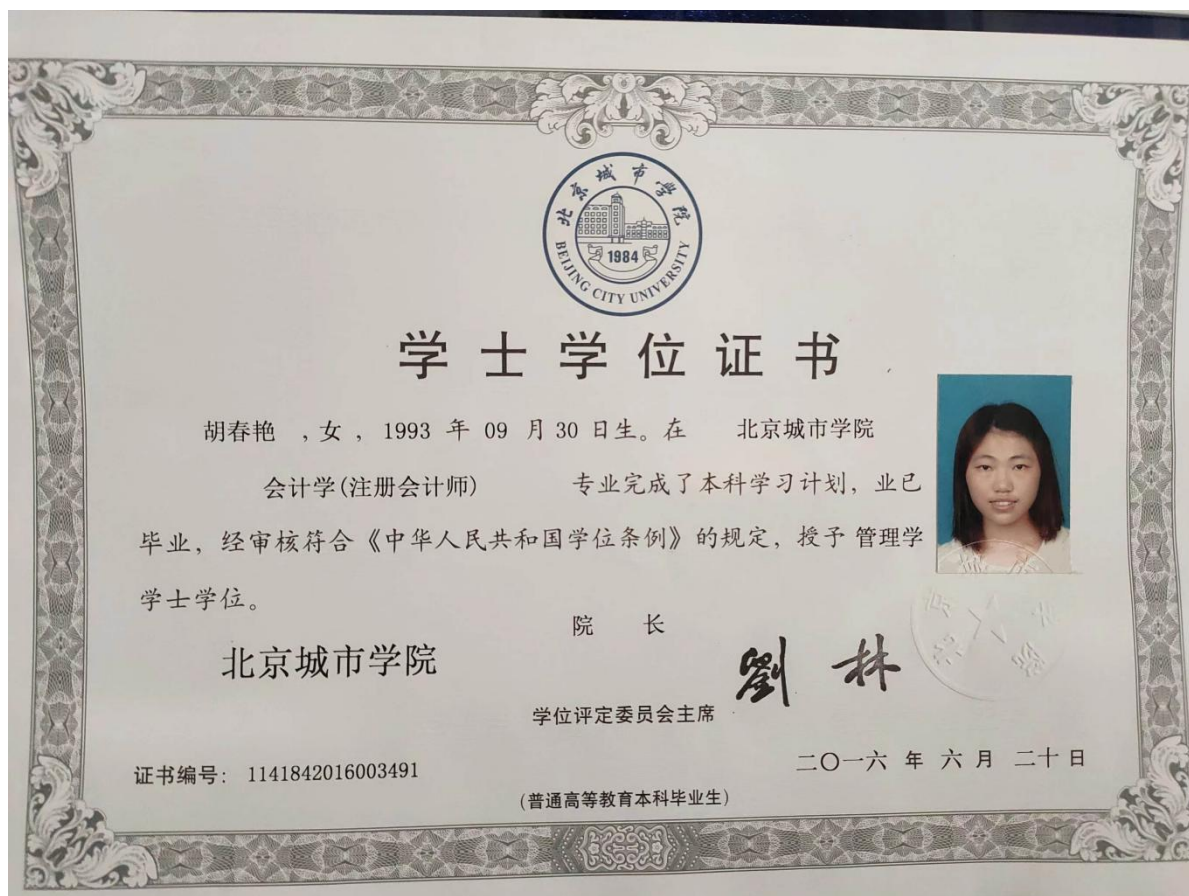 北京城市学院
1984
BEIJING CITY UNIVERSITY
学士学位证书
胡春艳 ,女, 1993 年 09 月 30 日生。在 北京城市学院
会计学(注册会计师) 专业完成了本科学习计划,业已
毕业,经审核符合《中华人民共和国学位条例》的规定,授予 管理学
学士学位。
院 长
北京城市学院
劉林
学位评定委员会主席
二〇一六 年 六 月 二十 日
证书编号: 1141842016003491
(普通高等教育本科毕业生)